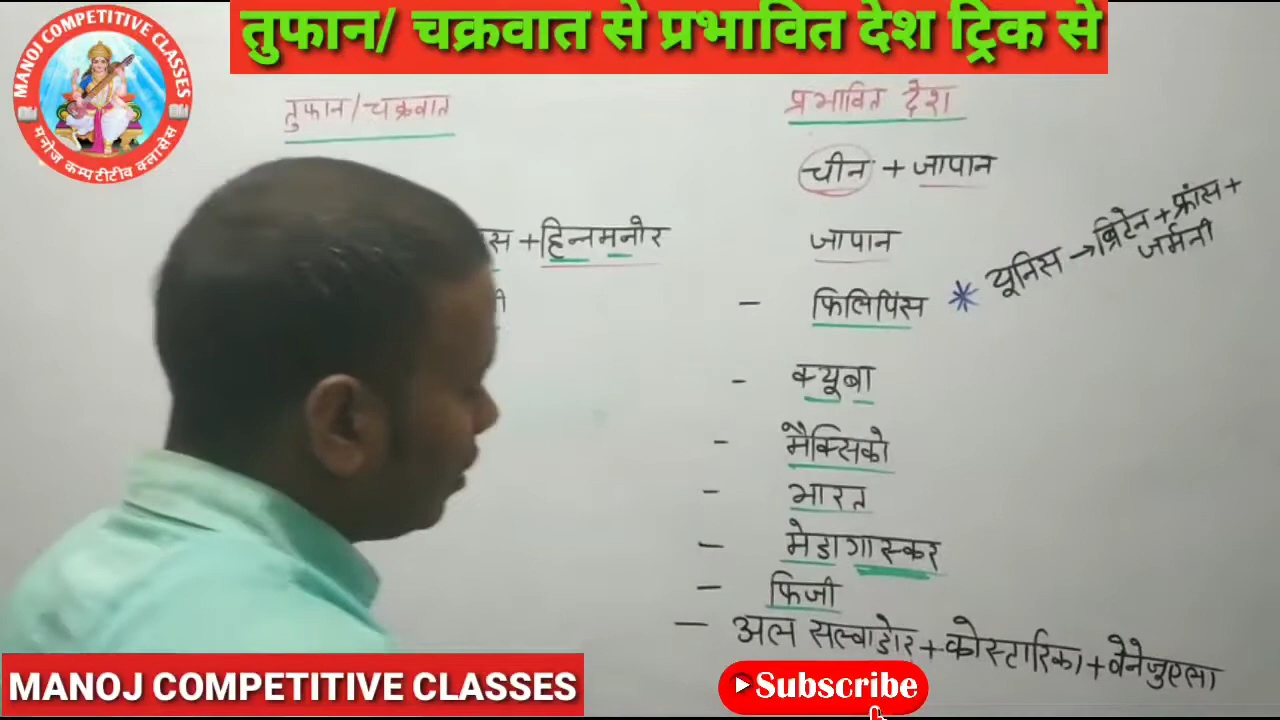 तुफान/ चक्रवात से प्रभावित देश ट्रिक से
MANOJ COMPETITIVE CLASSES
मनोज कम्पटीटीव क्लासेस
तुफान/चक्रवात
प्रभावित देश
चीन + जापान
+ हिन्नमनोर
जापान
फिलिपिंस
यूनिस → ब्रिटेन + फ्रांस +
जर्मनी
- क्यूबा
- मैक्सिको
- भारत
- मेडागास्कर
- फिजी
- अल सल्वाडोर + कोस्टारिका + वेनेजुएला
MANOJ COMPETITIVE CLASSES
Subscribe